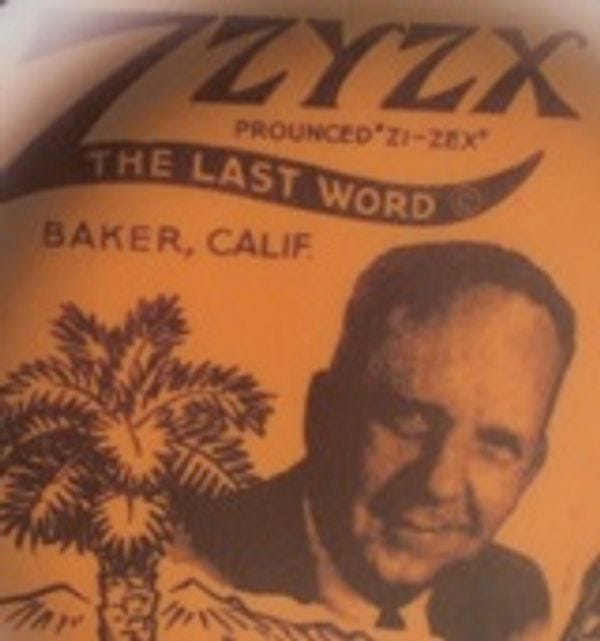 ZZYZX
PROUNCED "ZI-ZEX"
THE LAST WORD ©
BAKER, CALIF.